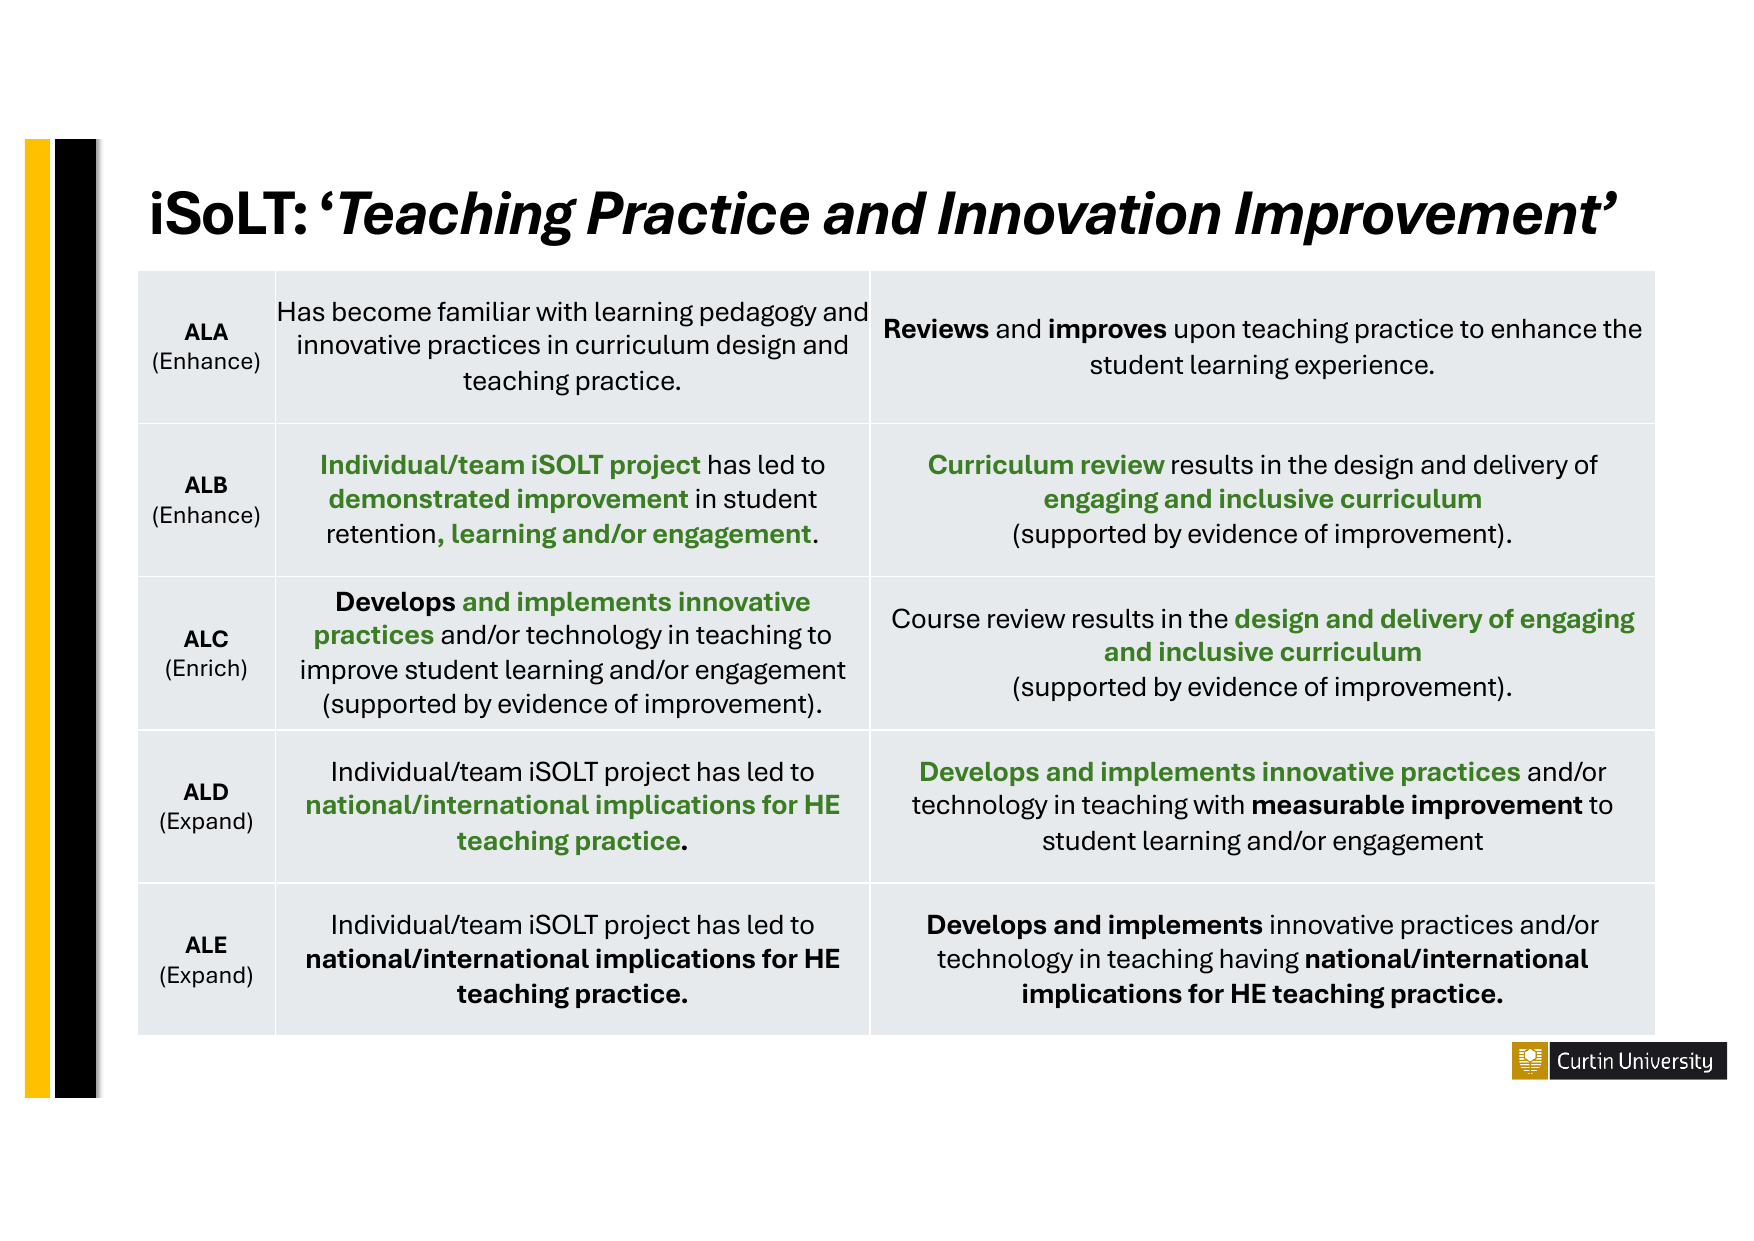 iSoLT: ‘Teaching Practice and Innovation Improvement’
ALA
(Enhance)
Has become familiar with learning pedagogy and
innovative practices in curriculum design and
teaching practice.
Reviews and improves upon teaching practice to enhance the
student learning experience.
ALB
(Enhance)
Individual/team iSOLT project has led to
demonstrated improvement in student
retention, learning and/or engagement.
Curriculum review results in the design and delivery of
engaging and inclusive curriculum
(supported by evidence of improvement).
ALC
(Enrich)
Develops and implements innovative
practices and/or technology in teaching to
improve student learning and/or engagement
(supported by evidence of improvement).
Course review results in the design and delivery of engaging
and inclusive curriculum
(supported by evidence of improvement).
ALD
(Expand)
Individual/team iSOLT project has led to
national/international implications for HE
teaching practice.
Develops and implements innovative practices and/or
technology in teaching with measurable improvement to
student learning and/or engagement
ALE
(Expand)
Individual/team iSOLT project has led to
national/international implications for HE
teaching practice.
Develops and implements innovative practices and/or
technology in teaching having national/international
implications for HE teaching practice.
Curtin University